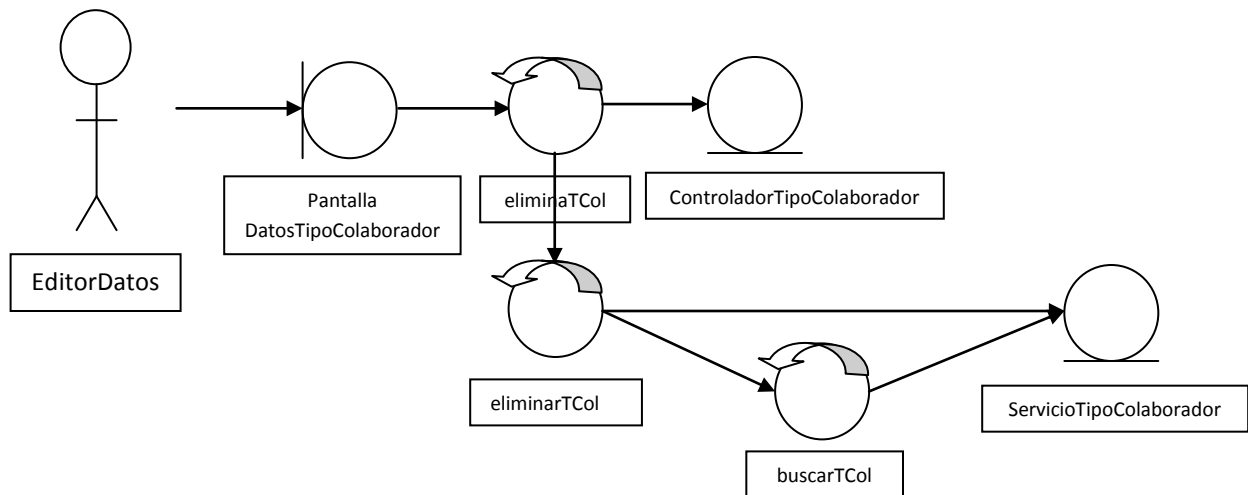 Pantalla
DatosTipoColaborador
eliminaTCol
ControladorTipoColaborador
EditorDatos
eliminarTCol
ServicioTipoColaborador
buscarTCol